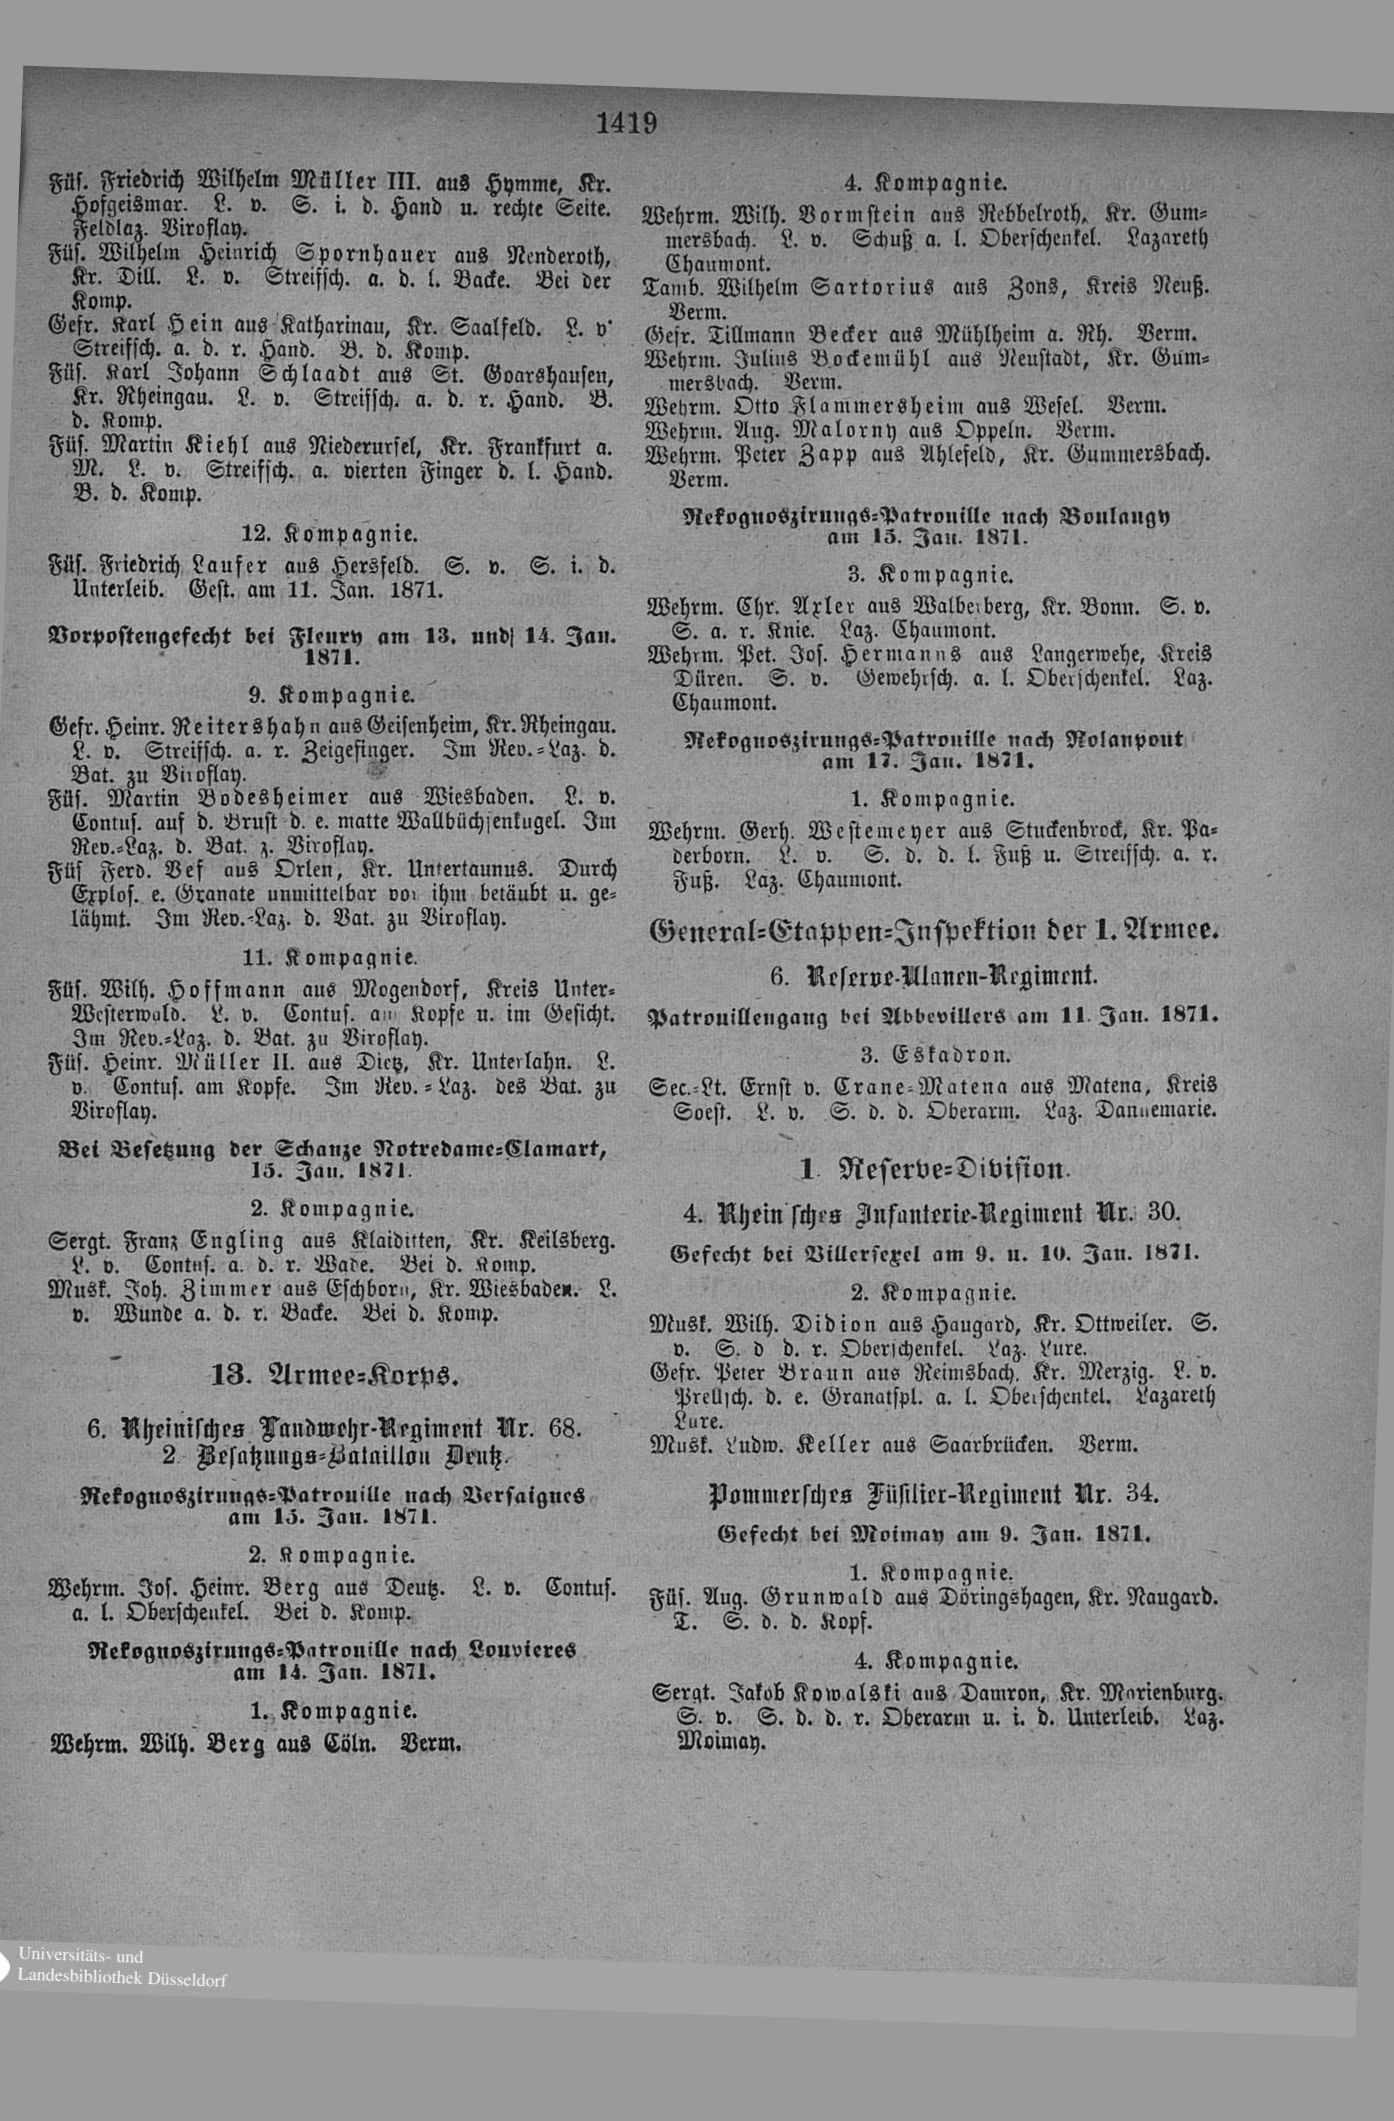 1419
Füs. Friedrich Wilhelm Müller III. aus Hymme, Kr.
Hofgeismar. L. v. S. i. d. Hand u. rechte Seite.
Feldlaz. Viroflay.
Füs. Wilhelm Heinrich Spornhauer aus Nenderoth,
Kr. Dill. L. v. Streifsch. a. d. l. Backe. Bei der
Komp.
Gefr. Karl Hein aus Katharinau, Kr. Saalfeld. L. v.
Streifsch. a. d. r. Hand. B. d. Komp.
Füs. Karl Johann Schlaadt aus St. Goarshausen,
Kr. Rheingau. L. v. Streifsch. a. d. r. Hand. B.
d. Komp.
Füs. Martin Kiehl aus Niederursel, Kr. Frankfurt a.
M. L. v. Streifsch. a. vierten Finger d. l. Hand.
B. d. Komp.
12. Kompagnie.
Füs. Friedrich Laufer aus Hersfeld. S. v. S. i. d.
Unterleib. Gest. am 11. Jan. 1871.
Vorpostengefecht bei Fleury am 13. und 14. Jan.
1871.
9. Kompagnie.
Gefr. Heinr. Reitershahn aus Geisenheim, Kr. Rheingau.
L. v. Streifsch. a. r. Zeigefinger. Im Rev.-Laz. d.
Bat. zu Viroflay.
Füs. Martin Bodesheimer aus Wiesbaden. L. v.
Contus. auf d. Brust d. e. matte Wallbüchsenkugel. Im
Rev.-Laz. d. Bat. z. Viroflay.
Füs Ferd. Bef aus Orlen, Kr. Untertaunus. Durch
Explos. e. Granate unmittelbar vor ihm betäubt u. ge-
lähmt. Im Rev.-Laz. d. Bat. zu Viroflay.
11. Kompagnie.
Füs. Wilh. Hoffmann aus Mogendorf, Kreis Unter-
Westerwald. L. v. Contus. am Kopfe u. im Gesicht.
Im Rev.-Laz. d. Bat. zu Viroflay.
Füs. Heinr. Müller II. aus Dietz, Kr. Unterlahn. L.
v. Contus. am Kopfe. Im Rev.-Laz. des Bat. zu
Viroflay.
Bei Besetzung der Schanze Notredame-Clamart,
15. Jan. 1871.
2. Kompagnie.
Sergt. Franz Engling aus Klaiditten, Kr. Heilsberg.
L. v. Contus. a. d. r. Wade. Bei d. Komp.
Musk. Joh. Zimmer aus Eschborn, Kr. Wiesbaden. L.
v. Wunde a. d. r. Backe. Bei d. Komp.
13. Armee-Korps.
6. Rheinisches Landwehr-Regiment Nr. 68.
2. Besatzungs-Bataillon Deutz.
Rekognoszirungs-Patrouille nach Versaignes
am 15. Jan. 1871.
2. Kompagnie.
Wehrm. Jos. Heinr. Berg aus Deutz. L. v. Contus.
a. l. Oberschenkel. Bei d. Komp.
Rekognoszirungs-Patrouille nach Louvieres
am 14. Jan. 1871.
1. Kompagnie.
Wehrm. Wilh. Berg aus Cöln. Verm.
4. Kompagnie.
Wehrm. Wilh. Vormstein aus Rebbelroth, Kr. Gum-
mersbach. L. v. Schuß a. l. Oberschenkel. Lazareth
Chaumont.
Tamb. Wilhelm Sartorius aus Zons, Kreis Neuß.
Verm.
Gefr. Tillmann Becker aus Mühlheim a. Rh. Verm.
Wehrm. Julius Bockemühl aus Neustadt, Kr. Gum-
mersbach. Verm.
Wehrm. Otto Flammersheim aus Wesel. Verm.
Wehrm. Aug. Malorny aus Oppeln. Verm.
Wehrm. Peter Zapp aus Ahlefeld, Kr. Gummersbach.
Verm.
Rekognoszirungs-Patrouille nach Boulangy
am 15. Jan. 1871.
3. Kompagnie.
Wehrm. Chr. Axler aus Walberberg, Kr. Bonn. S. v.
S. a. r. Knie. Laz. Chaumont.
Wehrm. Pet. Jos. Hermanns aus Langerwehe, Kreis
Düren. S. v. Gewehrsch. a. l. Oberschenkel. Laz.
Chaumont.
Rekognoszirungs-Patrouille nach Rolanpont
am 17. Jan. 1871.
1. Kompagnie.
Wehrm. Gerh. Westemeyer aus Stuckenbrock, Kr. Pa-
derborn. L. v. S. d. d. l. Fuß u. Streifsch. a. r.
Fuß. Laz. Chaumont.
General-Etappen-Inspektion der 1. Armee.
6. Reserve-Ulanen-Regiment.
Patrouillengang bei Abbevillers am 11. Jan. 1871.
3. Eskadron.
Sec.-Lt. Ernst v. Crane-Matena aus Matena, Kreis
Soest. L. v. S. d. d. Oberarm. Laz. Dannemarie.
1. Reserve-Division.
4. Rheinisches Infanterie-Regiment Nr. 30.
Gefecht bei Villersexel am 9. u. 10. Jan. 1871.
2. Kompagnie.
Musk. Wilh. Didion aus Haugard, Kr. Ottweiler. S.
v. S. d d. r. Oberschenkel. Laz. Lure.
Gefr. Peter Braun aus Reimsbach, Kr. Merzig. L. v.
Prellsch. d. e. Granatspl. a. l. Oberschenkel. Lazareth
Lure.
Musk. Ludw. Keller aus Saarbrücken. Verm.
Pommersches Füsilier-Regiment Nr. 34.
Gefecht bei Moimay am 9. Jan. 1871.
1. Kompagnie.
Füs. Aug. Grunwald aus Döringshagen, Kr. Naugard.
T. S. d. d. Kopf.
4. Kompagnie.
Sergt. Jakob Kowalski aus Damron, Kr. Marienburg.
S. v. S. d. d. r. Oberarm u. i. d. Unterleib. Laz.
Moimay.
Universitäts- und
Landesbibliothek Düsseldorf